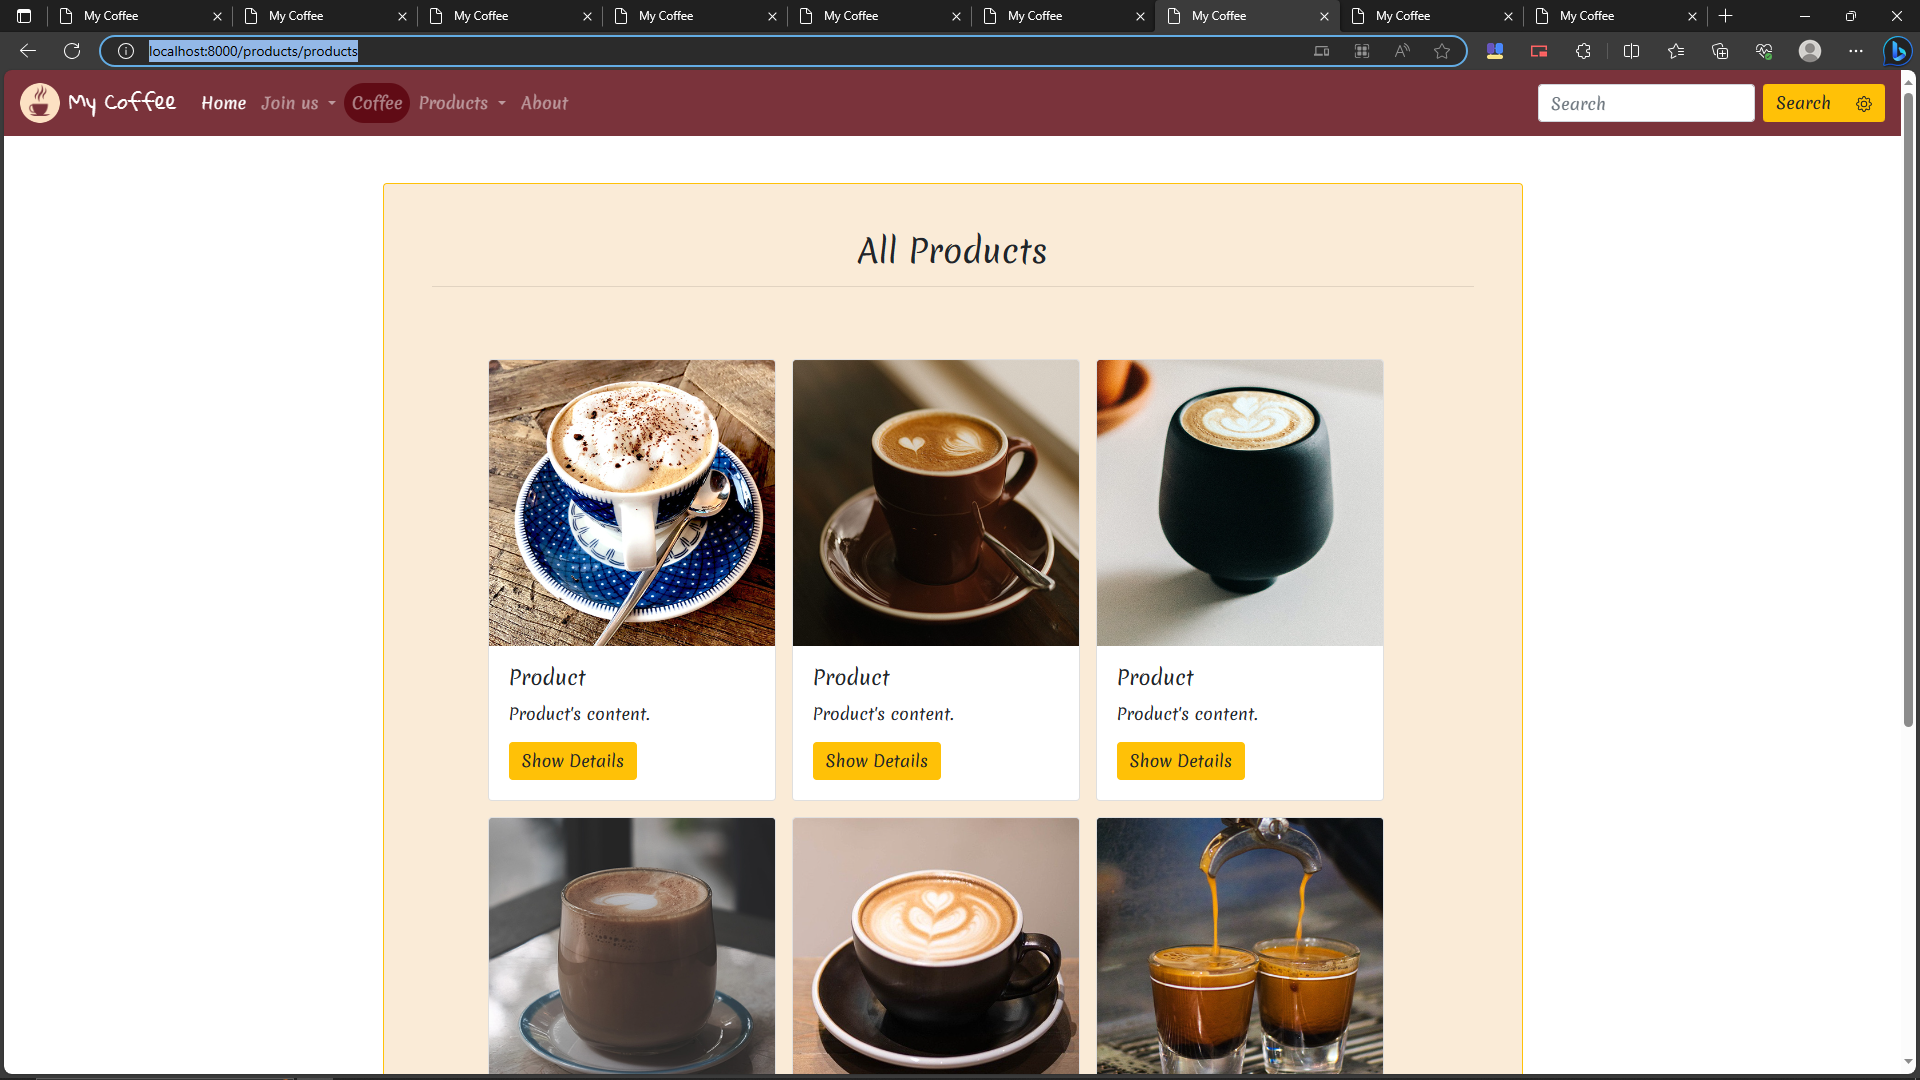 My Coffee
My Coffee
My Coffee
My Coffee
My Coffee
My Coffee
My Coffee
My Coffee
My Coffee
localhost:8000/products/products
My Coffee
Home
Join us
Coffee
Products
About
Search
Search
All Products
Product
Product's content.
Show Details
Product
Product's content.
Show Details
Product
Product's content.
Show Details